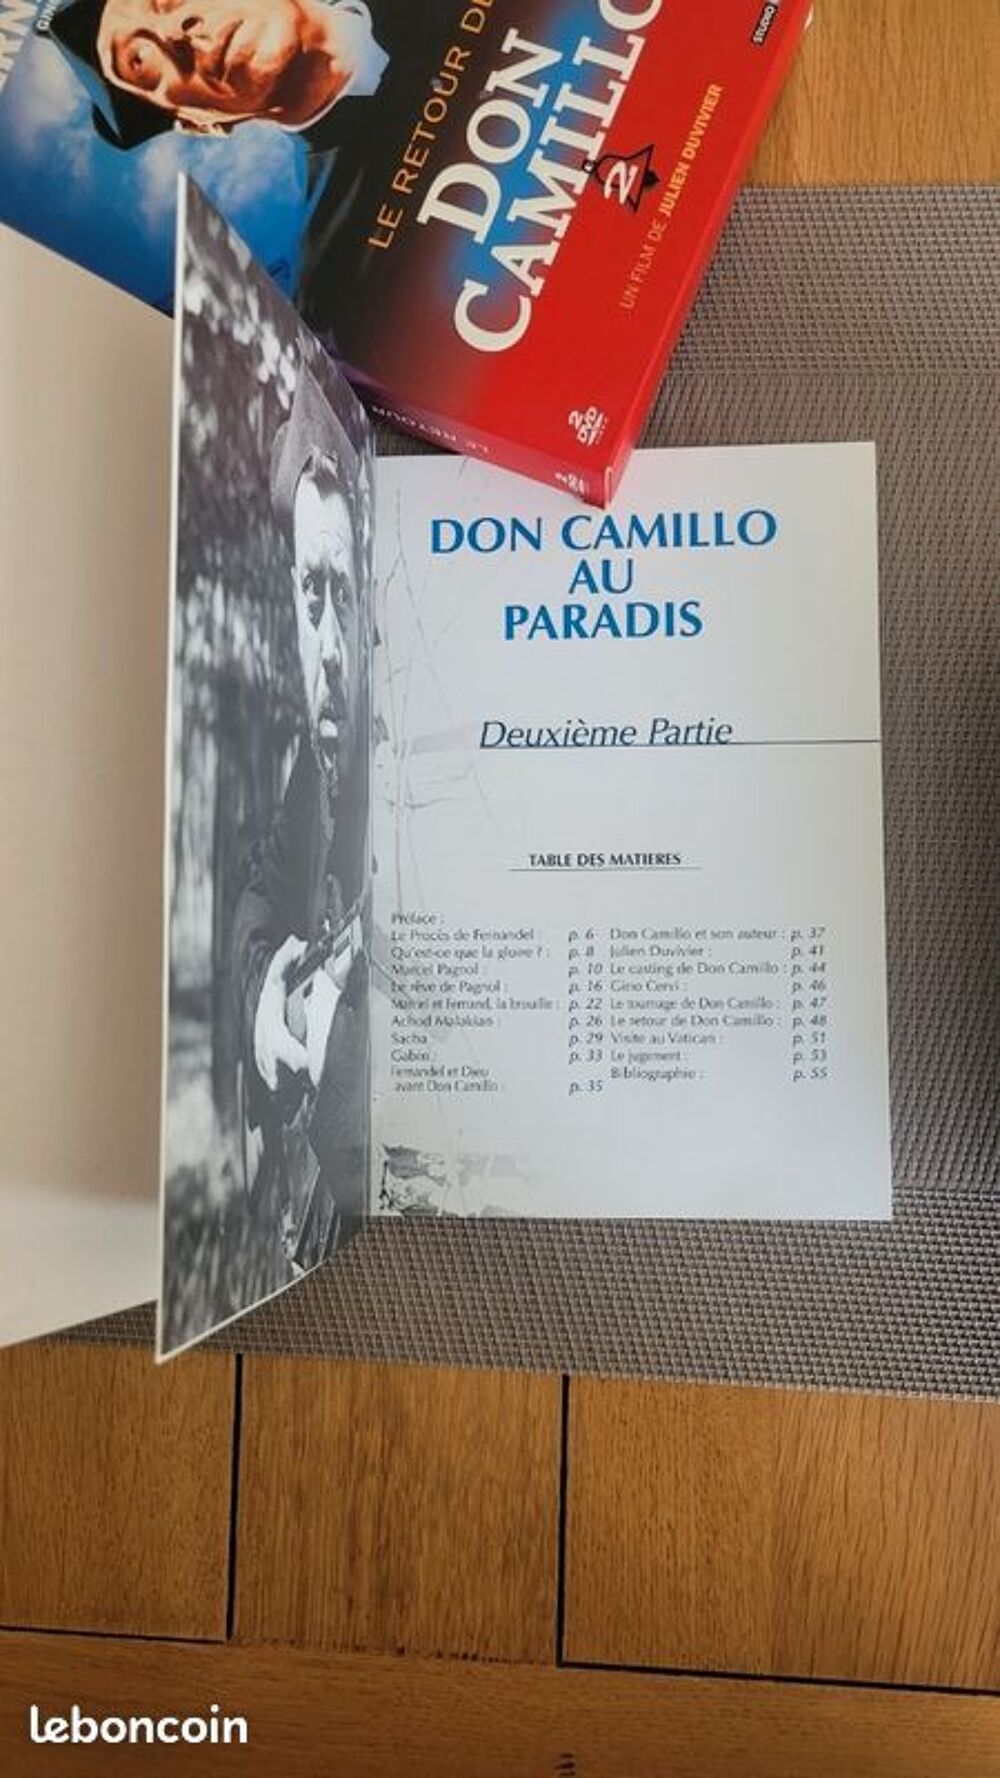 LE RETOUR DE
DON
CAMILLO
2
UN FILM DE JULIEN DUVIVIER
STUDIO
2
DVD
LE RETOUR
DON CAMILLO
AU
PARADIS
Deuxième Partie
TABLE DES MATIERES
Préface :
Le Procès de Fernandel : p. 6
Qu'est-ce que la gloire ? : p. 8
Marcel Pagnol : p. 10
Le rêve de Pagnol : p. 16
Marcel et Fernand, la brouille : p. 22
Achod Malakian : p. 26
Sacha p. 29
Gabin : p. 33
Fernandel et Dieu
avant Don Camillo : p. 35
Don Camillo et son auteur : p. 37
Julien Duvivier : p. 41
Le casting de Don Camillo : p. 44
Gino Cervi : p. 46
Le tournage de Don Camillo : p. 47
Le retour de Don Camillo : p. 48
Visite au Vatican : p. 51
Le jugement : p. 53
Bibliographie : p. 55
leboncoin